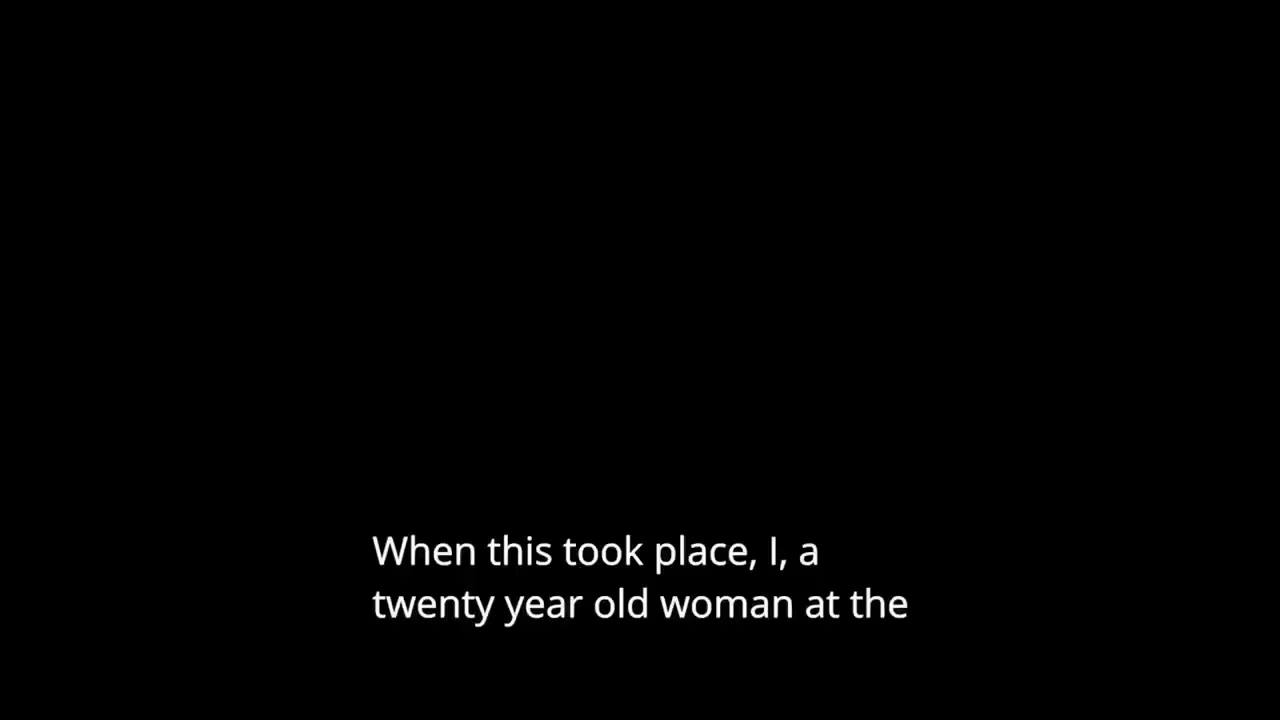 When this took place, I, a
twenty year old woman at the